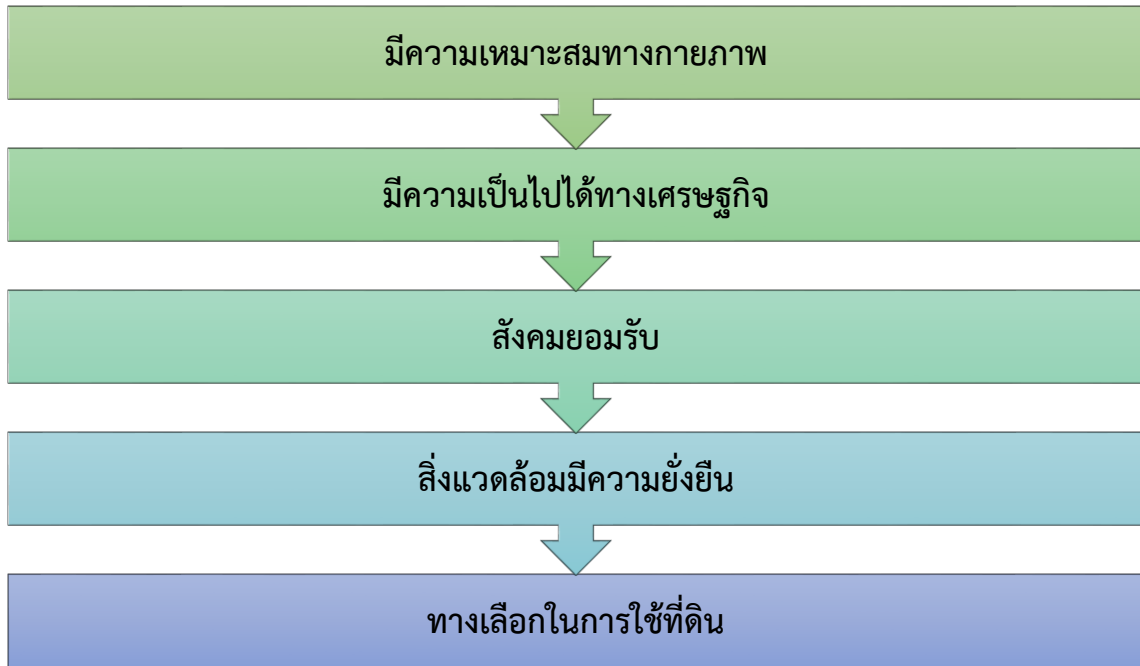 มีความเหมาะสมทางกายภาพ
มีความเป็นไปได้ทางเศรษฐกิจ
สังคมยอมรับ
สิ่งแวดล้อมมีความยั่งยืน
ทางเลือกในการใช้ที่ดิน